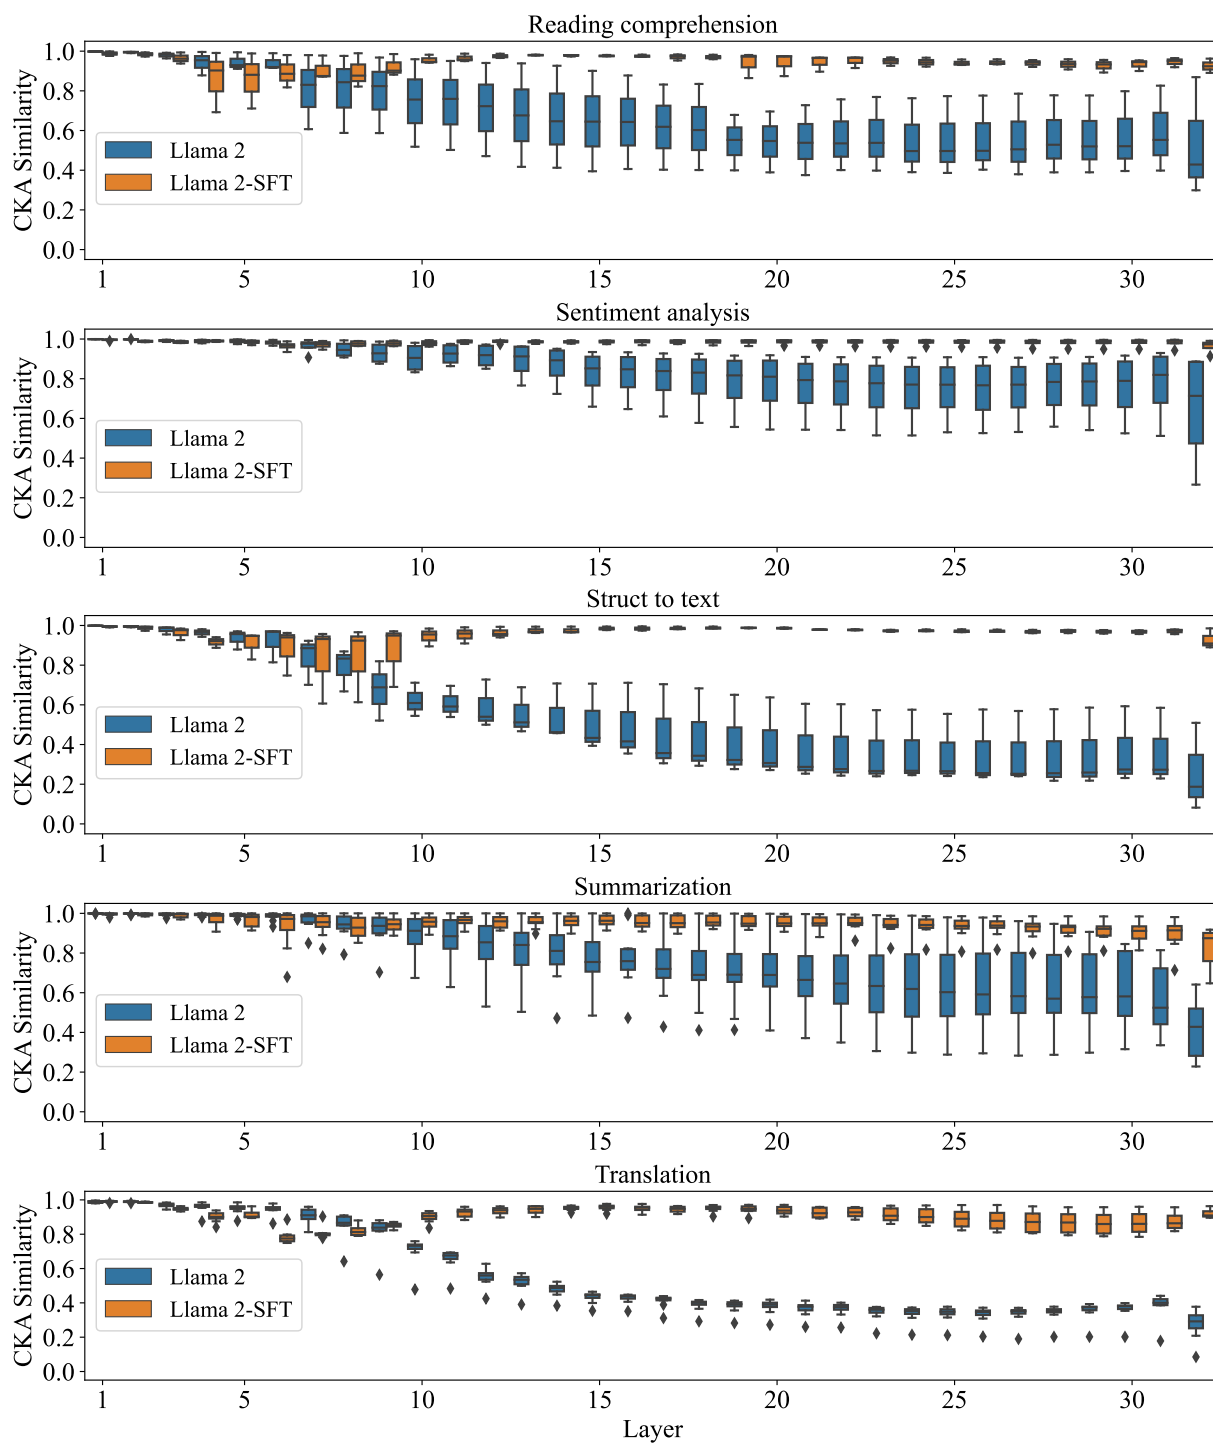 Reading comprehension
CKA Similarity
1.0
0.8
0.6
0.4
0.2
0.0
Llama 2
Llama 2-SFT
1 5 10 15 20 25 30
Sentiment analysis
CKA Similarity
1.0
0.8
0.6
0.4
0.2
0.0
Llama 2
Llama 2-SFT
1 5 10 15 20 25 30
Struct to text
CKA Similarity
1.0
0.8
0.6
0.4
0.2
0.0
Llama 2
Llama 2-SFT
1 5 10 15 20 25 30
Summarization
CKA Similarity
1.0
0.8
0.6
0.4
0.2
0.0
Llama 2
Llama 2-SFT
1 5 10 15 20 25 30
Translation
CKA Similarity
1.0
0.8
0.6
0.4
0.2
0.0
Llama 2
Llama 2-SFT
1 5 10 15 20 25 30
Layer